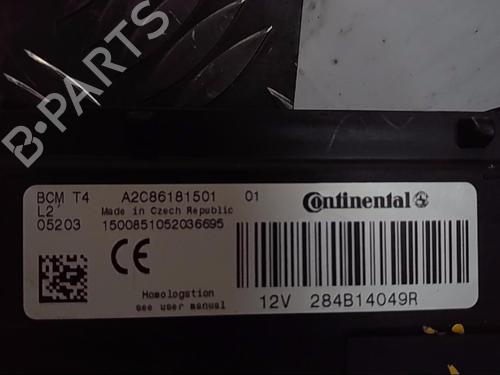 B-PARTS
BCM T4 A2C86181501 01
L2 Made in Czech Republic
05203 1500851052036695
Continental
CE
Homologation
see user manual
12V 284B14049R